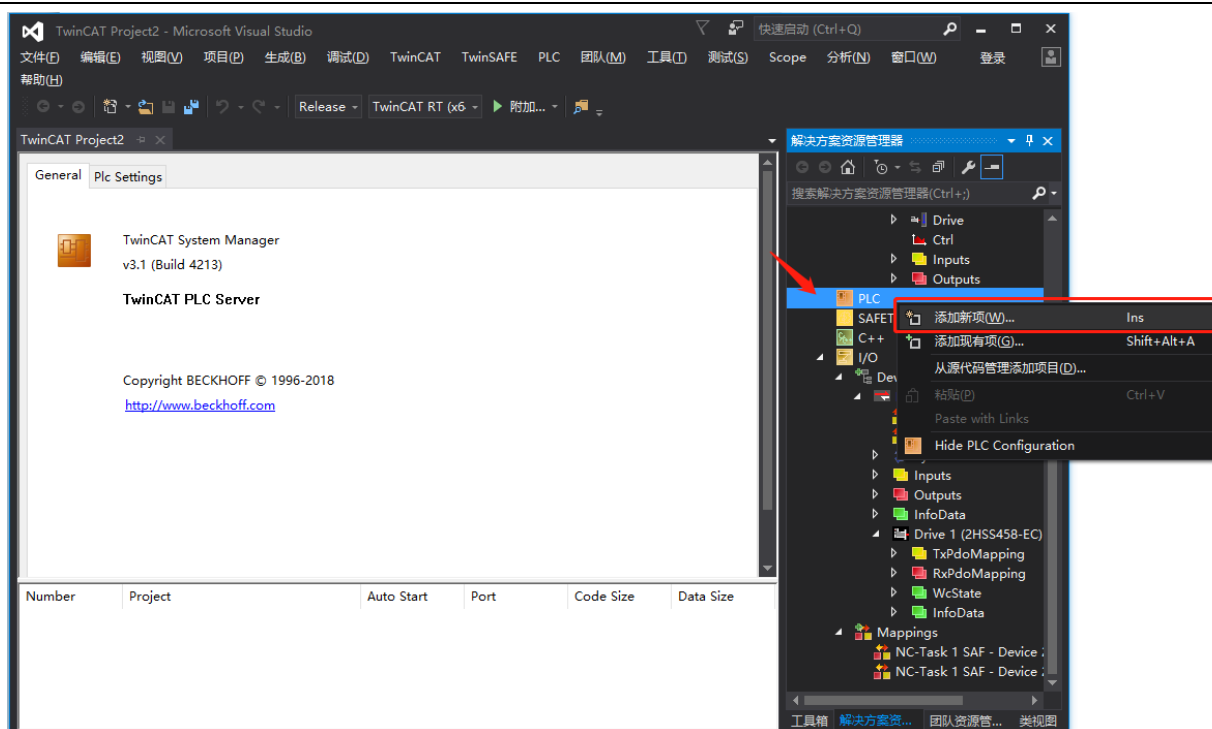 TwinCAT Project2 - Microsoft Visual Studio
快速启动 (Ctrl+Q)
文件(F) 编辑(E) 视图(V) 项目(P) 生成(B) 调试(D) TwinCAT TwinSAFE PLC 团队(M) 工具(T) 测试(S) Scope 分析(N) 窗口(W) 登录
帮助(H)
Release TwinCAT RT (x6 附加...
TwinCAT Project2
解决方案资源管理器
General Plc Settings
搜索解决方案资源管理器(Ctrl+;)
TwinCAT System Manager
v3.1 (Build 4213)
TwinCAT PLC Server
Copyright BECKHOFF © 1996-2018
http://www.beckhoff.com
Drive
Ctrl
Inputs
Outputs
PLC
SAFET
C++
I/O
Dev
添加新项(W)... Ins
添加现有项(G)... Shift+Alt+A
从源代码管理添加项目(D)...
粘贴(P) Ctrl+V
Paste with Links
Hide PLC Configuration
Inputs
Outputs
InfoData
Drive 1 (2HSS458-EC)
TxPdoMapping
RxPdoMapping
WcState
InfoData
Mappings
NC-Task 1 SAF - Device
NC-Task 1 SAF - Device
Number Project Auto Start Port Code Size Data Size
工具箱 解决方案资... 团队资源管... 类视图